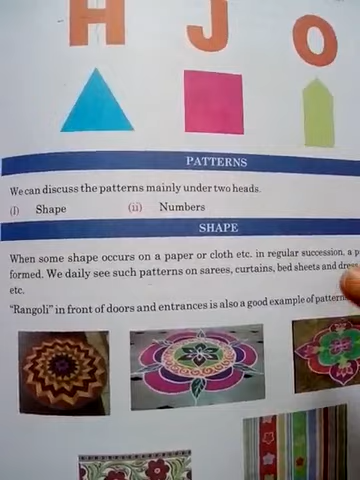 H J O
PATTERNS
We can discuss the patterns mainly under two heads.
(i) Shape (ii) Numbers
SHAPE
When some shape occurs on a paper or cloth etc. in regular succession, a
formed. We daily see such patterns on sarees, curtains, bed sheets and
etc.
"Rangoli" in front of doors and entrances is also a good example of